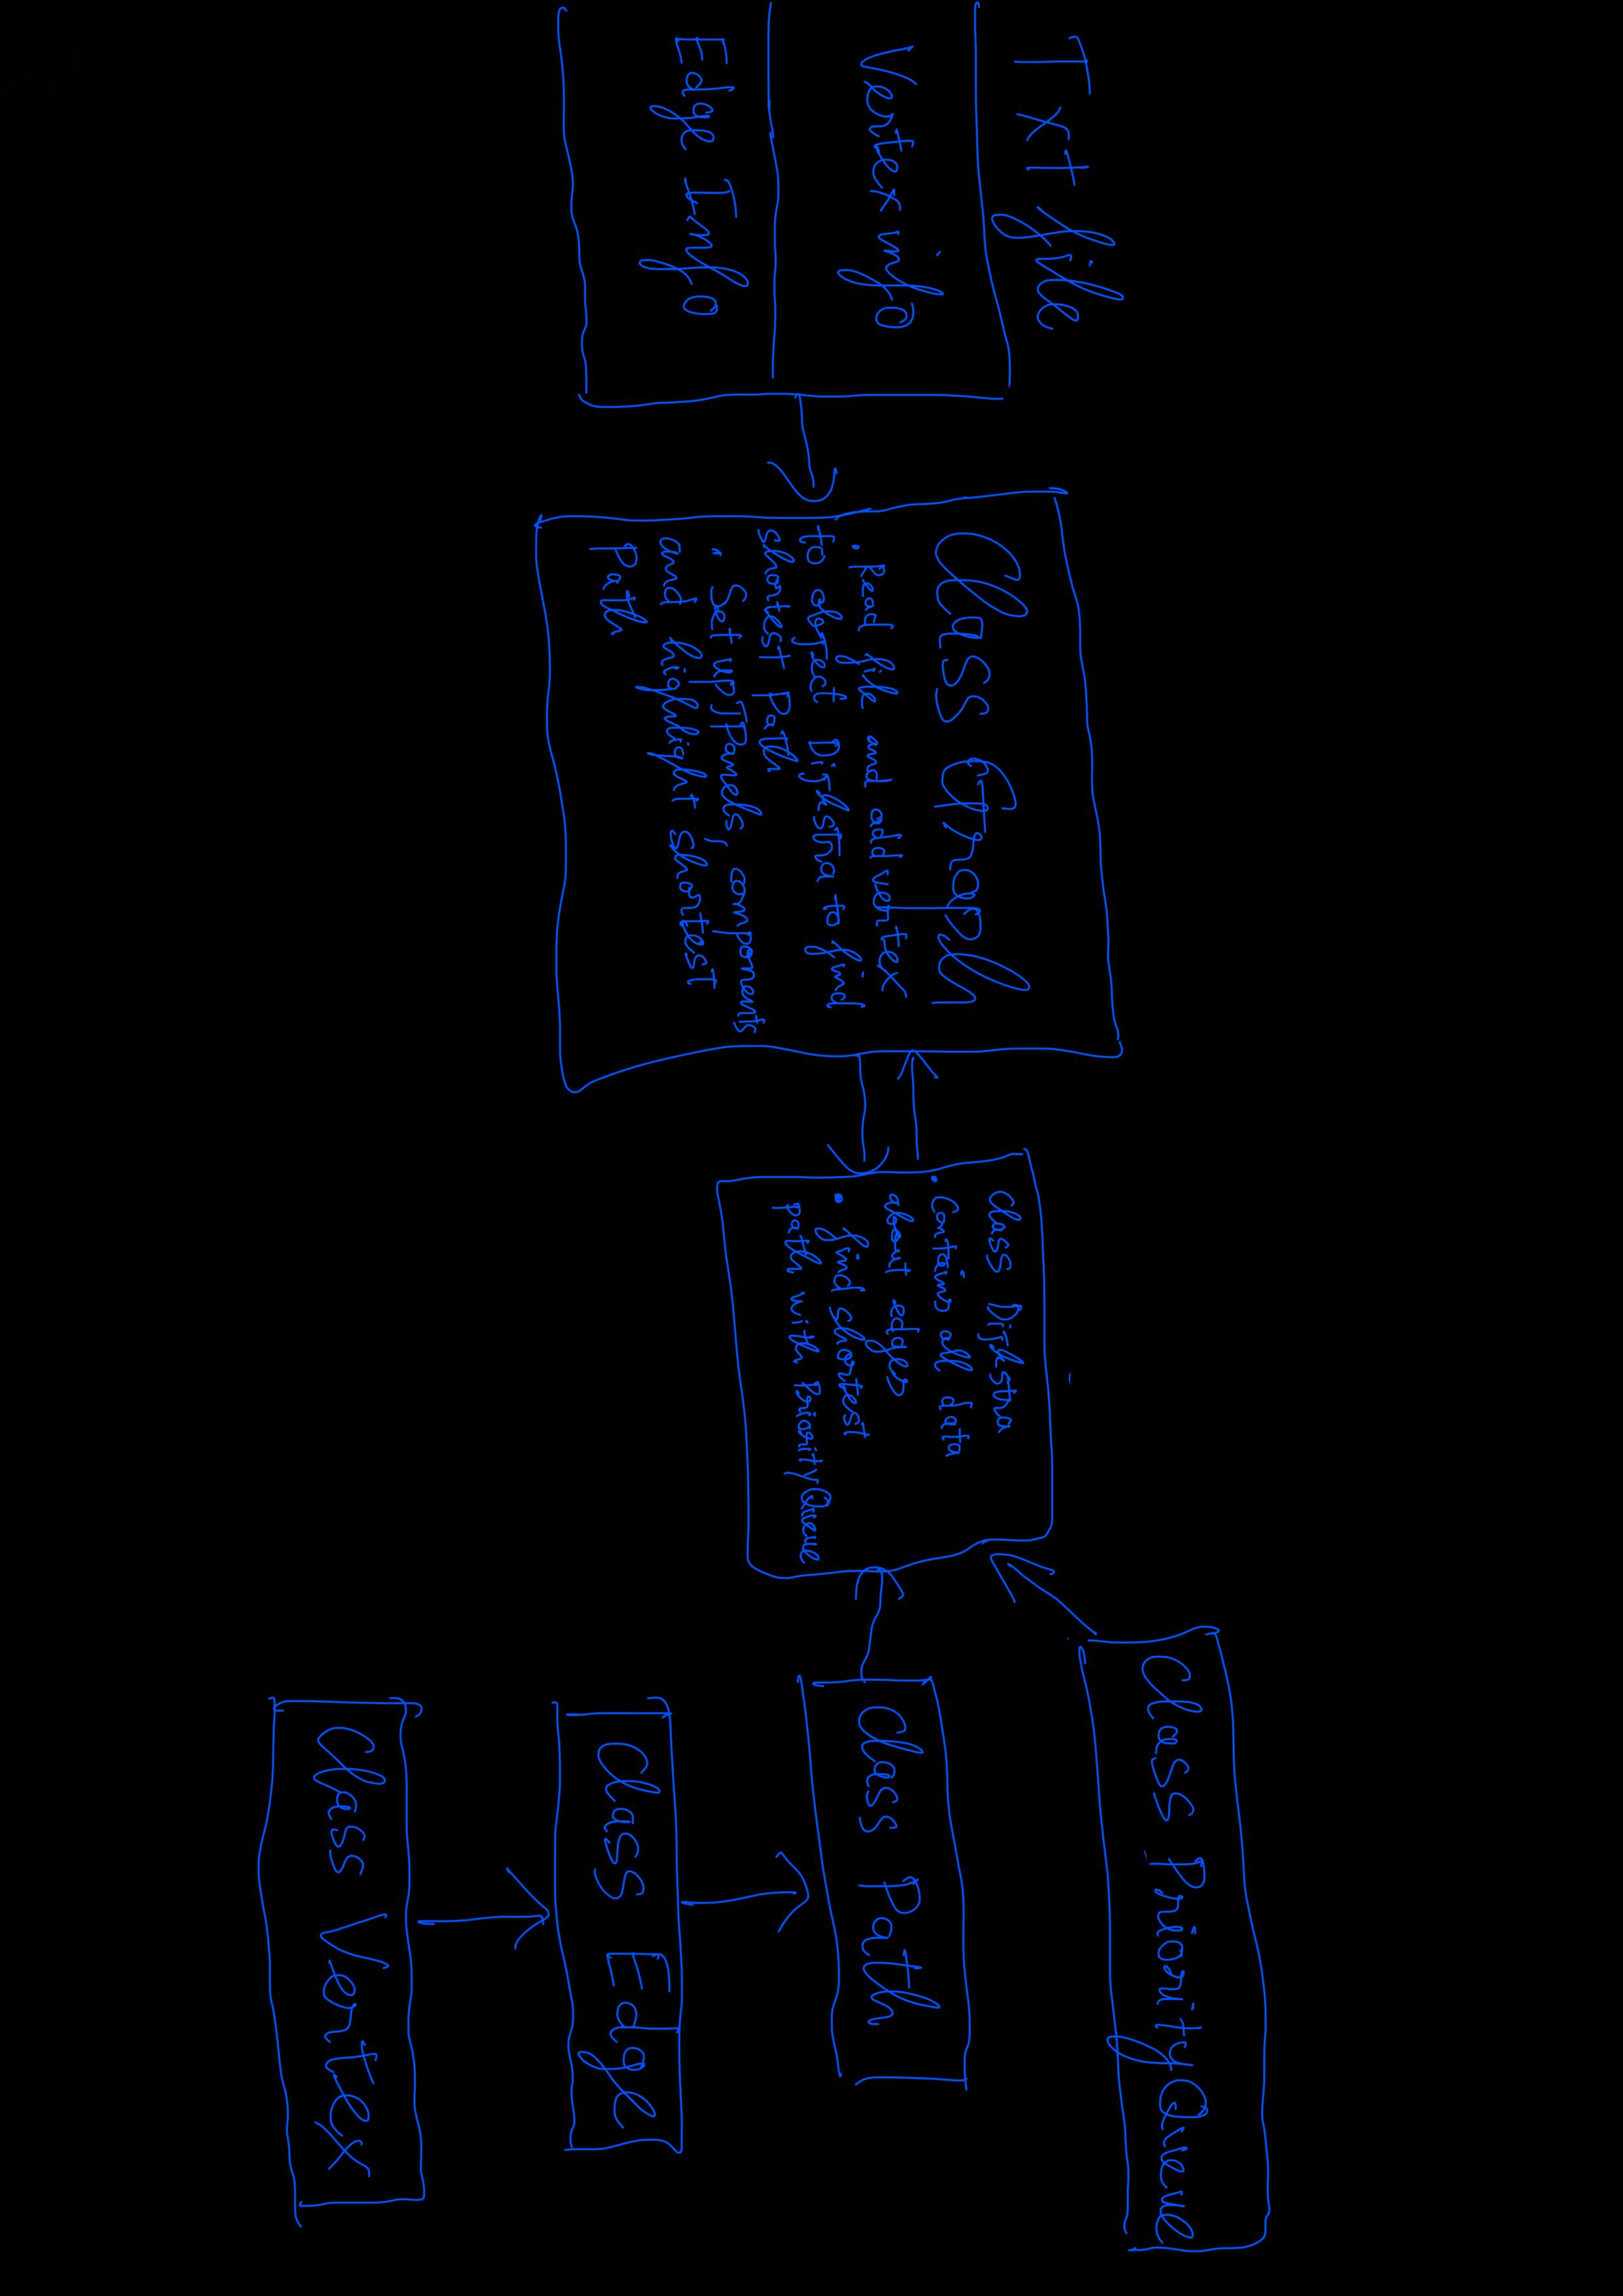 Txt file
Vertex info
Edge Info
Class Graph
• Read file and add vertex
to object Dijkstra to find
shortest Path
• Set up JPanels, components
and highlight shortest
Path
Class Dijkstra
• Contains all data
about edges
• find shortest
path with PriorityQueue
Class PriorityQueue
Class Path
Class Edge
Class Vertex